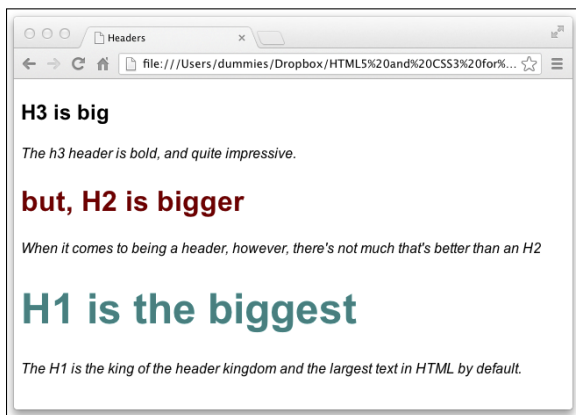 Headers
file:///Users/dummies/Dropbox/HTML5%20and%20CSS3%20for%...
H3 is big
The h3 header is bold, and quite impressive.
but, H2 is bigger
When it comes to being a header, however, there's not much that's better than an H2
H1 is the biggest
The H1 is the king of the header kingdom and the largest text in HTML by default.